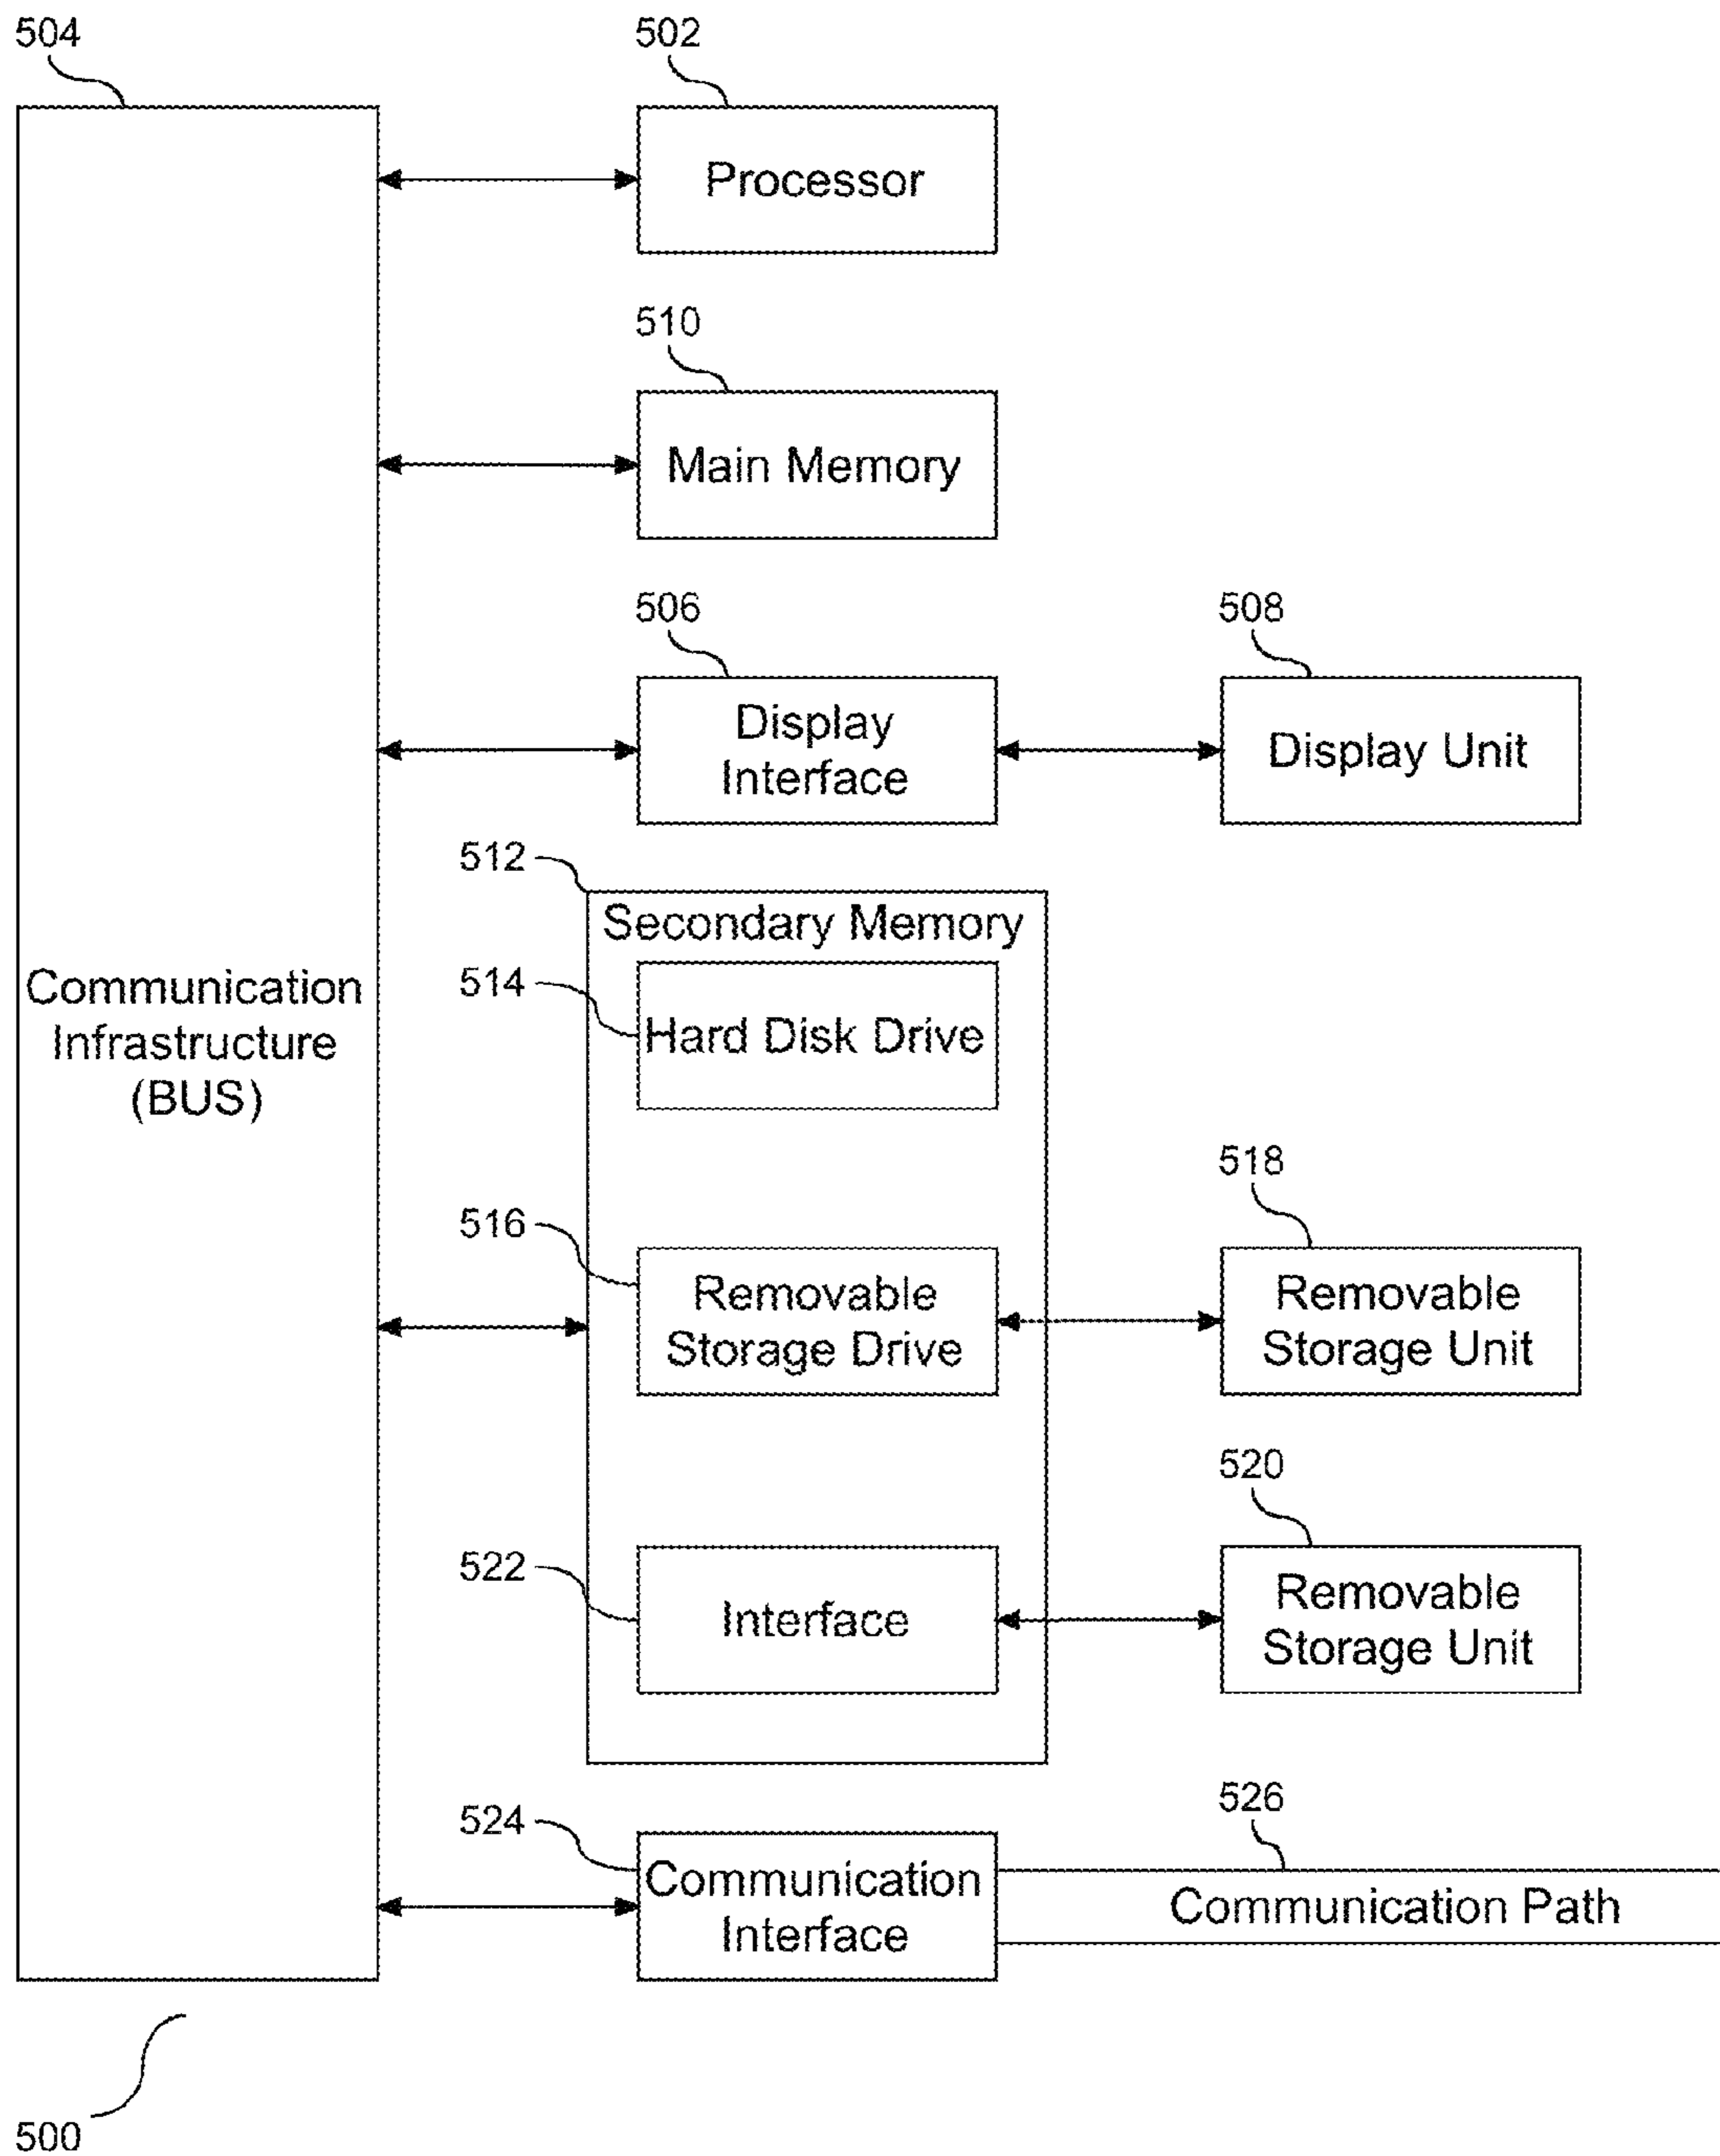 504
502
Processor
510
Main Memory
506
508
Display
Interface
Display Unit
512
Secondary Memory
514
Hard Disk Drive
Communication
Infrastructure
(BUS)
516
518
Removable
Storage Drive
Removable
Storage Unit
520
522
Interface
Removable
Storage Unit
524
526
Communication
Interface
Communication Path
500